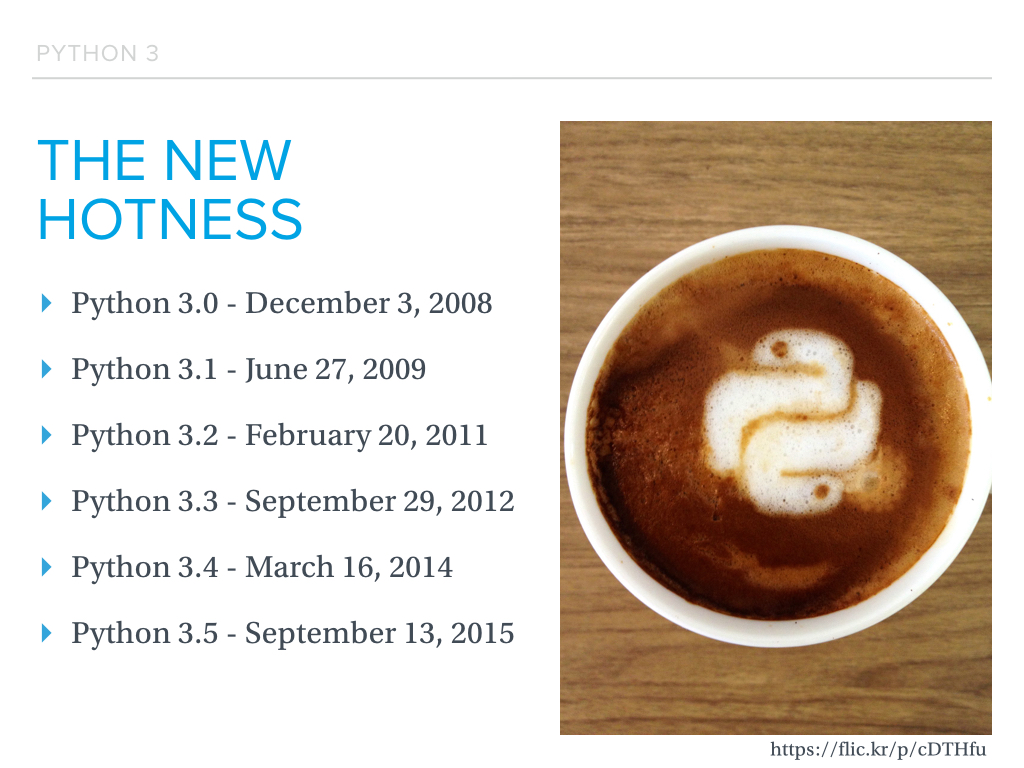 PYTHON 3
THE NEW
HOTNESS
Python 3.0 - December 3, 2008
Python 3.1 - June 27, 2009
Python 3.2 - February 20, 2011
Python 3.3 - September 29, 2012
Python 3.4 - March 16, 2014
Python 3.5 - September 13, 2015
https://flic.kr/p/cDTHfu